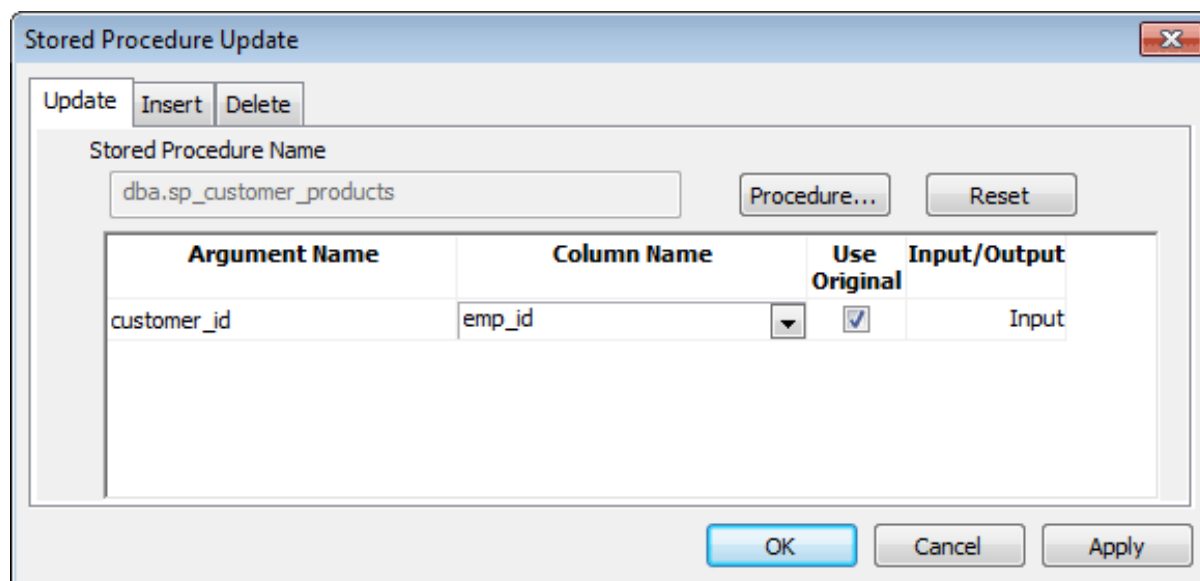 Stored Procedure Update
Update Insert Delete
Stored Procedure Name
dba.sp_customer_products Procedure... Reset
Argument Name Column Name Use Original Input/Output
customer_id emp_id Input
OK Cancel Apply